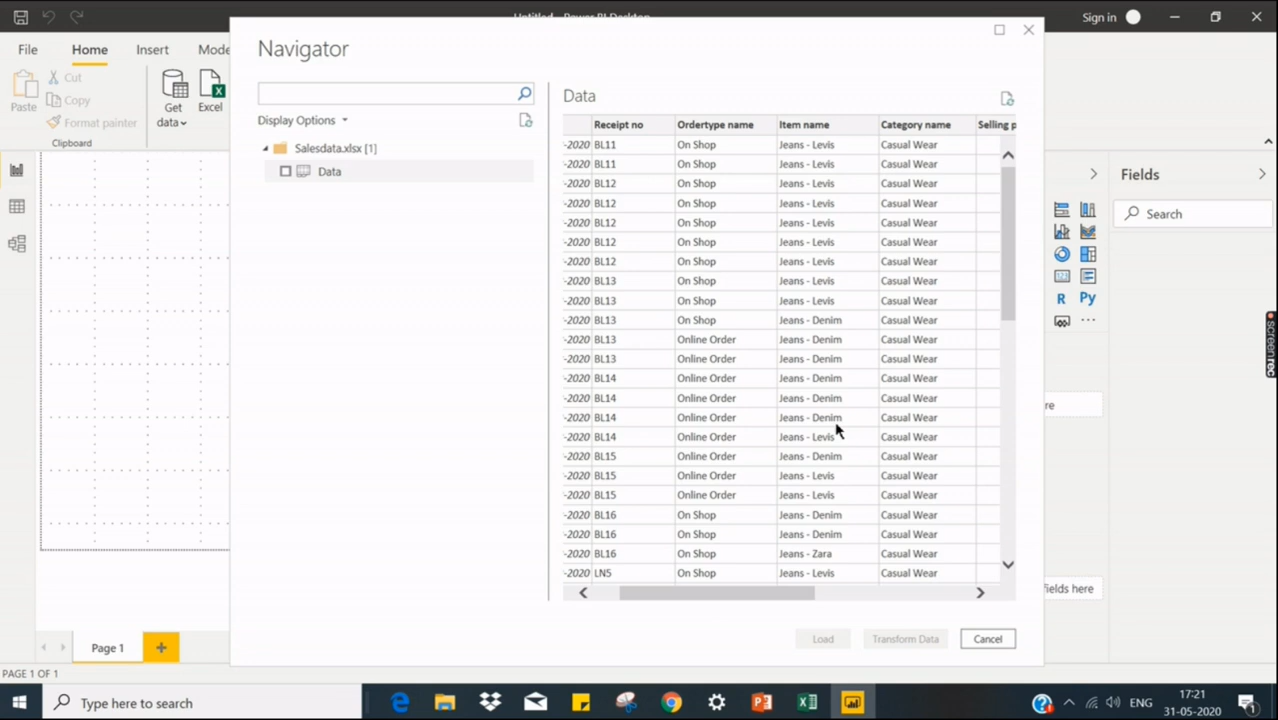 Untitled - Power BI Desktop
Sign in
File Home Insert Mode
Navigator
Paste
Cut
Copy
Format painter
Get data
Excel
Clipboard
Display Options
Salesdata.xlsx [1]
Data
Data
Receipt no Ordertype name Item name Category name Selling p
-2020 BL11 On Shop Jeans - Levis Casual Wear
-2020 BL11 On Shop Jeans - Levis Casual Wear
-2020 BL12 On Shop Jeans - Levis Casual Wear
-2020 BL12 On Shop Jeans - Levis Casual Wear
-2020 BL12 On Shop Jeans - Levis Casual Wear
-2020 BL12 On Shop Jeans - Levis Casual Wear
-2020 BL12 On Shop Jeans - Levis Casual Wear
-2020 BL13 On Shop Jeans - Levis Casual Wear
-2020 BL13 On Shop Jeans - Levis Casual Wear
-2020 BL13 On Shop Jeans - Denim Casual Wear
-2020 BL13 Online Order Jeans - Denim Casual Wear
-2020 BL13 Online Order Jeans - Denim Casual Wear
-2020 BL14 Online Order Jeans - Denim Casual Wear
-2020 BL14 Online Order Jeans - Denim Casual Wear
-2020 BL14 Online Order Jeans - Denim Casual Wear
-2020 BL14 Online Order Jeans - Levis Casual Wear
-2020 BL15 Online Order Jeans - Denim Casual Wear
-2020 BL15 Online Order Jeans - Levis Casual Wear
-2020 BL15 Online Order Jeans - Levis Casual Wear
-2020 BL16 On Shop Jeans - Denim Casual Wear
-2020 BL16 On Shop Jeans - Denim Casual Wear
-2020 BL16 On Shop Jeans - Zara Casual Wear
-2020 LN5 On Shop Jeans - Levis Casual Wear
Load Transform Data Cancel
Fields
Search
R Py
ere
fields here
screenrec
Page 1
PAGE 1 OF 1
Type here to search
ENG
17:21
31-05-2020
1